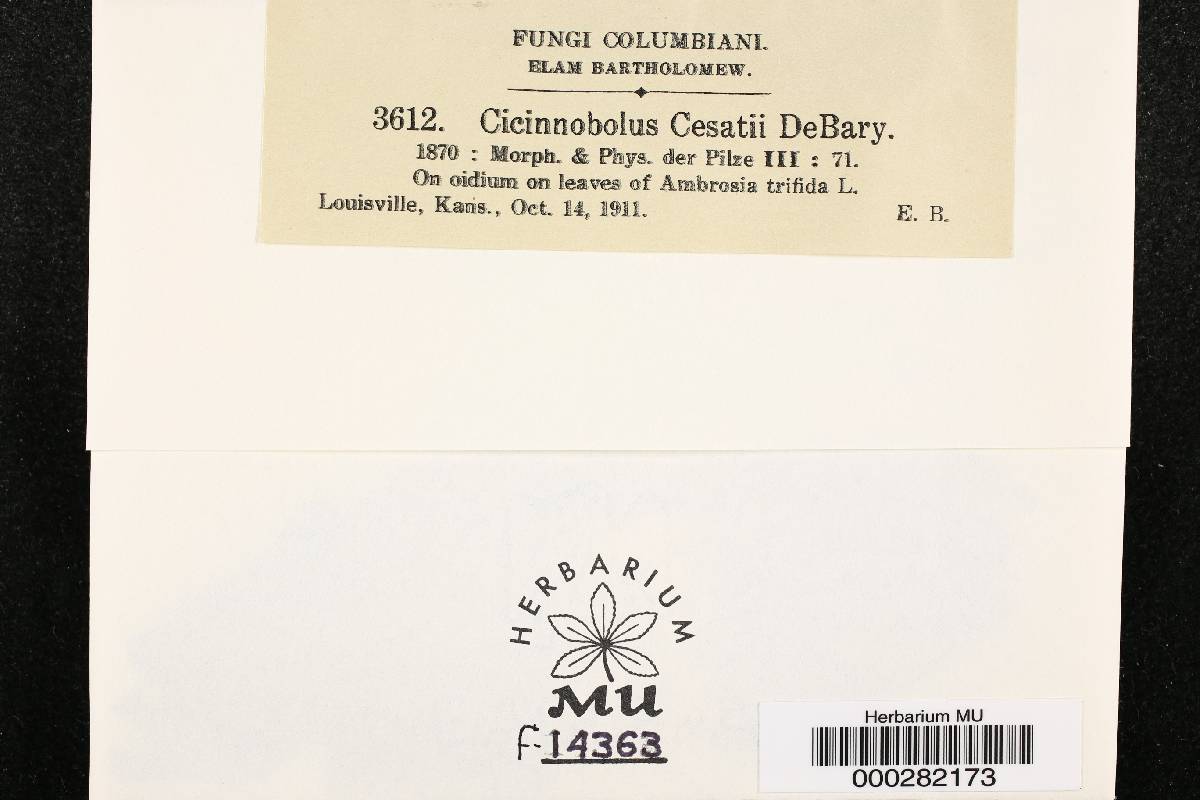 FUNGI COLUMBIANI.
ELAM BARTHOLOMEW.
3612. Cicinnobolus Cesatii DeBary.
1870 : Morph. & Phys. der Pilze III : 71.
On oidium on leaves of Ambrosia trifida L.
Louisville, Kans., Oct. 14, 1911. E. B.
HERBARIUM
MU
F-14363
Herbarium MU
000282173